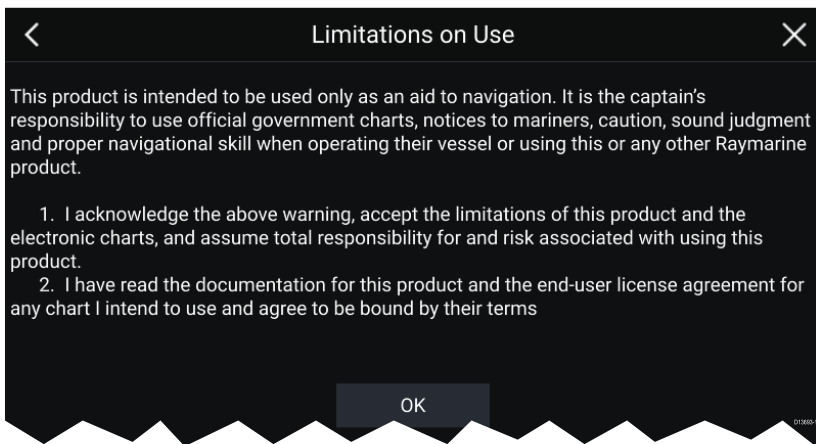 Limitations on Use
This product is intended to be used only as an aid to navigation. It is the captain’s
responsibility to use official government charts, notices to mariners, caution, sound judgment
and proper navigational skill when operating their vessel or using this or any other Raymarine
product.
1. I acknowledge the above warning, accept the limitations of this product and the
electronic charts, and assume total responsibility for and risk associated with using this
product.
2. I have read the documentation for this product and the end-user license agreement for
any chart I intend to use and agree to be bound by their terms
OK